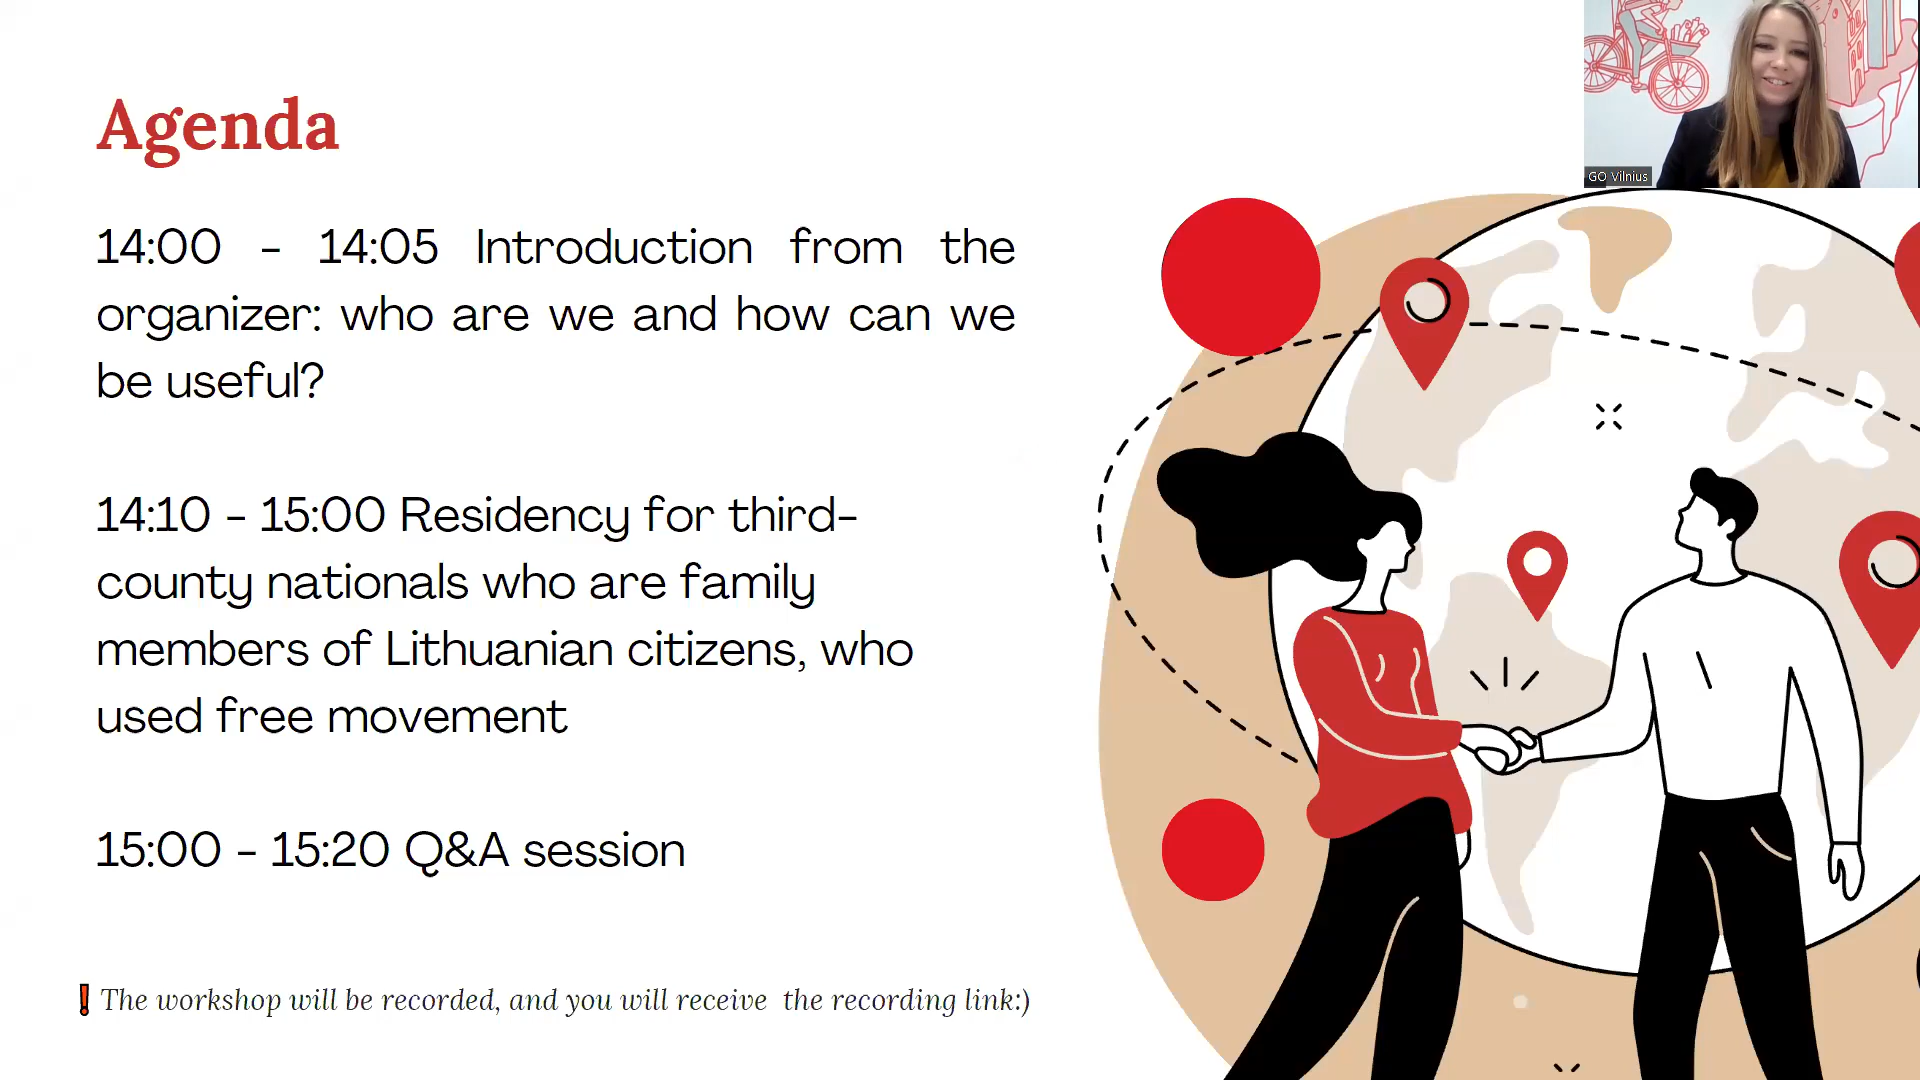 Agenda
14:00 - 14:05 Introduction from the
organizer: who are we and how can we
be useful?
14:10 - 15:00 Residency for third-
county nationals who are family
members of Lithuanian citizens, who
used free movement
15:00 - 15:20 Q&A session
❗The workshop will be recorded, and you will receive the recording link:)
GO Vilnius